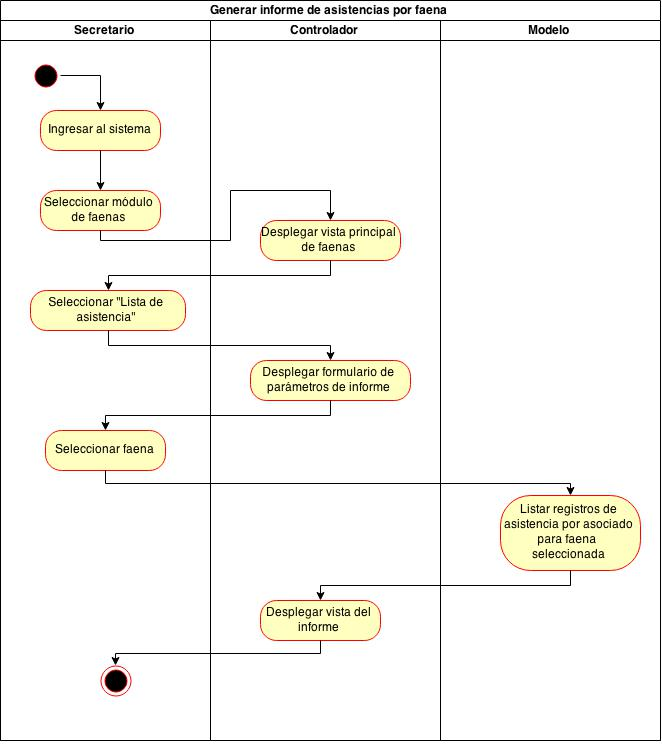 Generar informe de asistencias por faena
Secretario
Controlador
Modelo
Ingresar al sistema
Seleccionar módulo
de faenas
Desplegar vista principal
de faenas
Seleccionar "Lista de
asistencia"
Desplegar formulario de
parámetros de informe
Seleccionar faena
Listar registros de
asistencia por asociado
para faena
seleccionada
Desplegar vista del
informe